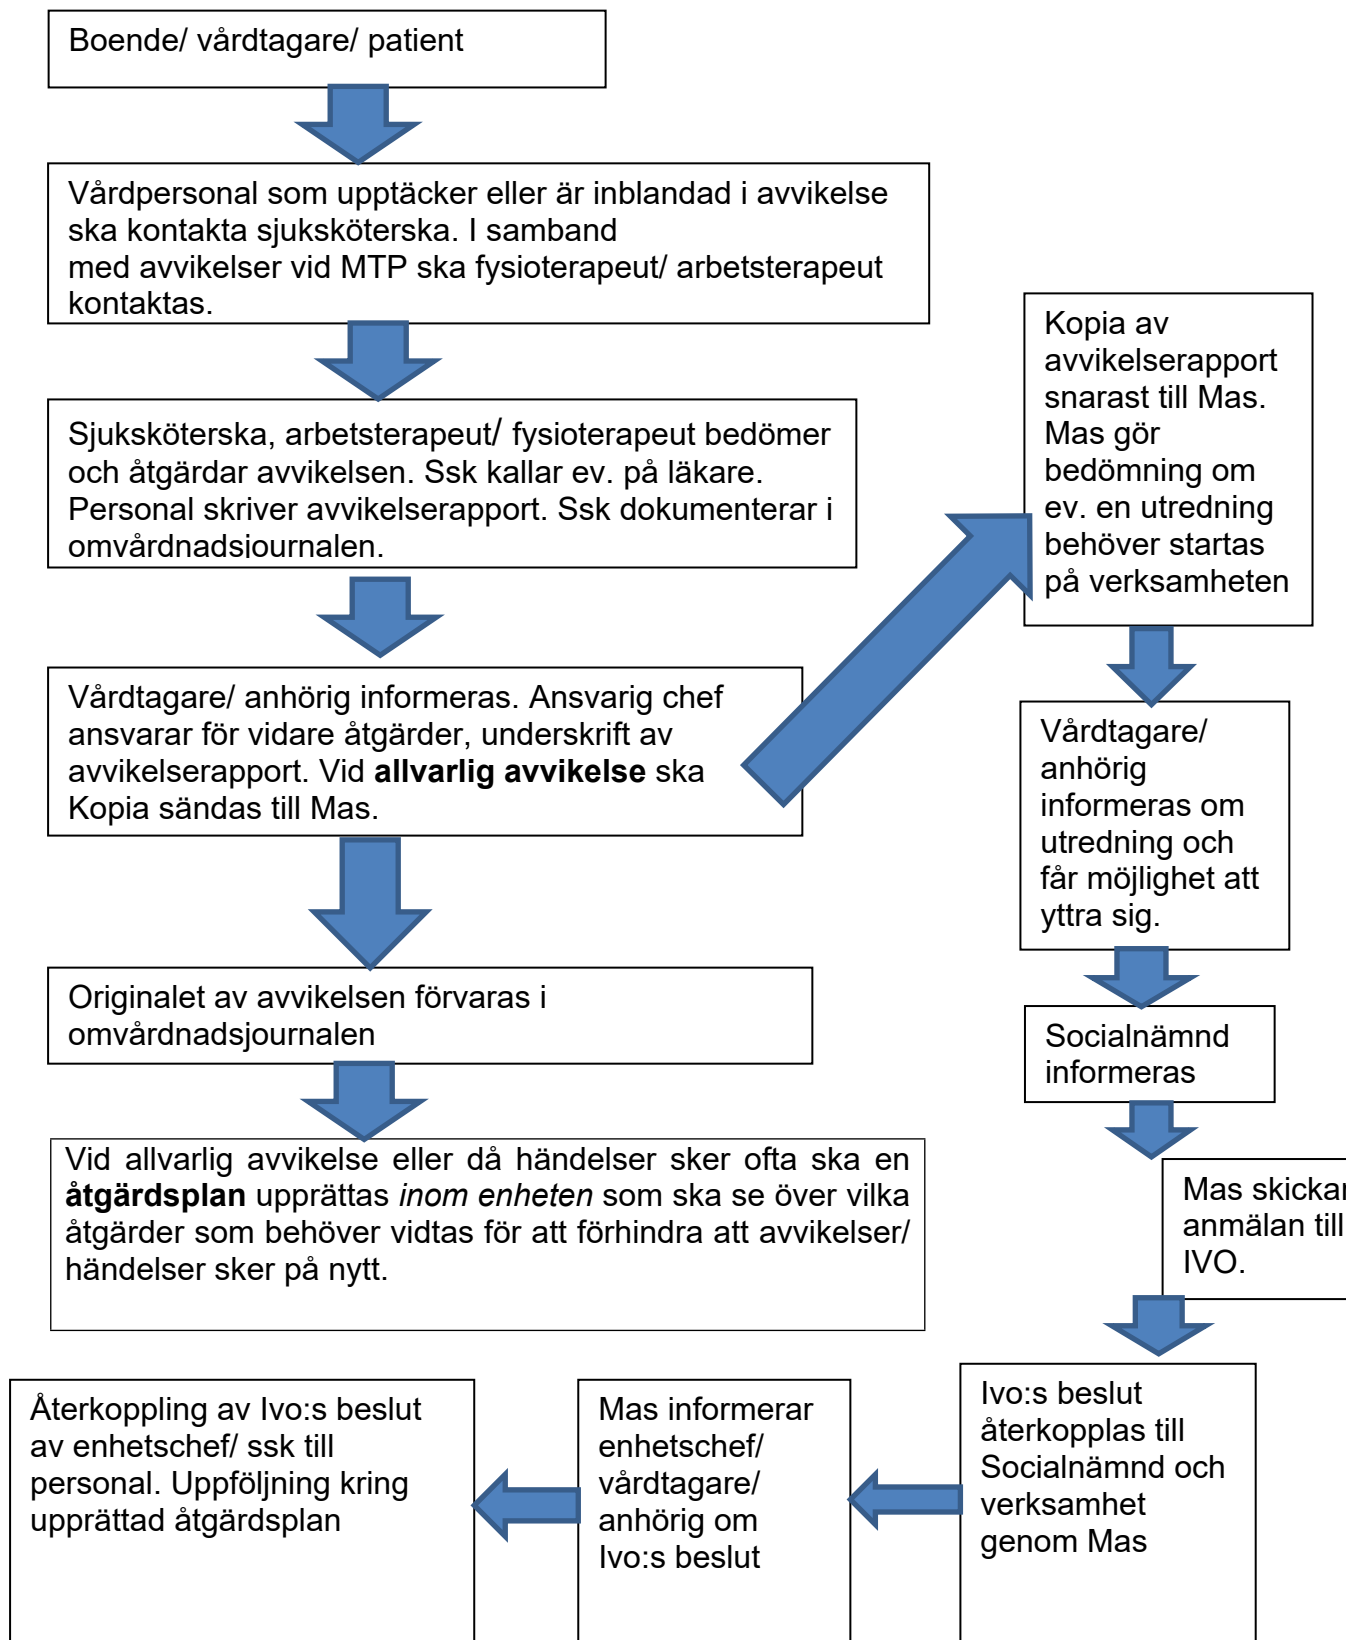 Boende/ vårdtagare/ patient
Vårdpersonal som upptäcker eller är inblandad i avvikelse
ska kontakta sjuksköterska. I samband
med avvikelser vid MTP ska fysioterapeut/ arbetsterapeut
kontaktas.
Sjuksköterska, arbetsterapeut/ fysioterapeut bedömer
och åtgärdar avvikelsen. Ssk kallar ev. på läkare.
Personal skriver avvikelserapport. Ssk dokumenterar i
omvårdnadsjournalen.
Vårdtagare/ anhörig informeras. Ansvarig chef
ansvarar för vidare åtgärder, underskrift av
avvikelserapport. Vid allvarlig avvikelse ska
Kopia sändas till Mas.
Originalet av avvikelsen förvaras i
omvårdnadsjournalen
Vid allvarlig avvikelse eller då händelser sker ofta ska en
åtgärdsplan upprättas inom enheten som ska se över vilka
åtgärder som behöver vidtas för att förhindra att avvikelser/
händelser sker på nytt.
Kopia av
avvikelserapport
snarast till Mas.
Mas gör
bedömning om
ev. en utredning
behöver startas
på verksamheten
Vårdtagare/
anhörig
informeras om
utredning och
får möjlighet att
yttra sig.
Socialnämnd
informeras
Mas skickar
anmälan till
IVO.
Ivo:s beslut
återkopplas till
Socialnämnd och
verksamhet
genom Mas
Mas informerar
enhetschef/
vårdtagare/
anhörig om
Ivo:s beslut
Återkoppling av Ivo:s beslut
av enhetschef/ ssk till
personal. Uppföljning kring
upprättad åtgärdsplan